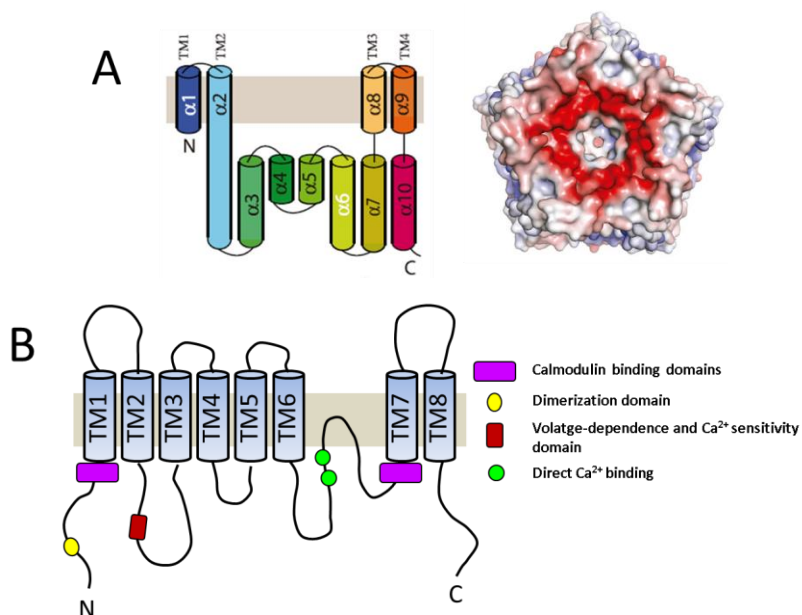 A
TM1
TM2
TM3
TM4
α1
α2
α8
α9
N
α3
α4
α5
α6
α7
α10
C
B
TM1
TM2
TM3
TM4
TM5
TM6
TM7
TM8
N
C
Calmodulin binding domains
Dimerization domain
Volatge-dependence and Ca²⁺ sensitivity
domain
Direct Ca²⁺ binding